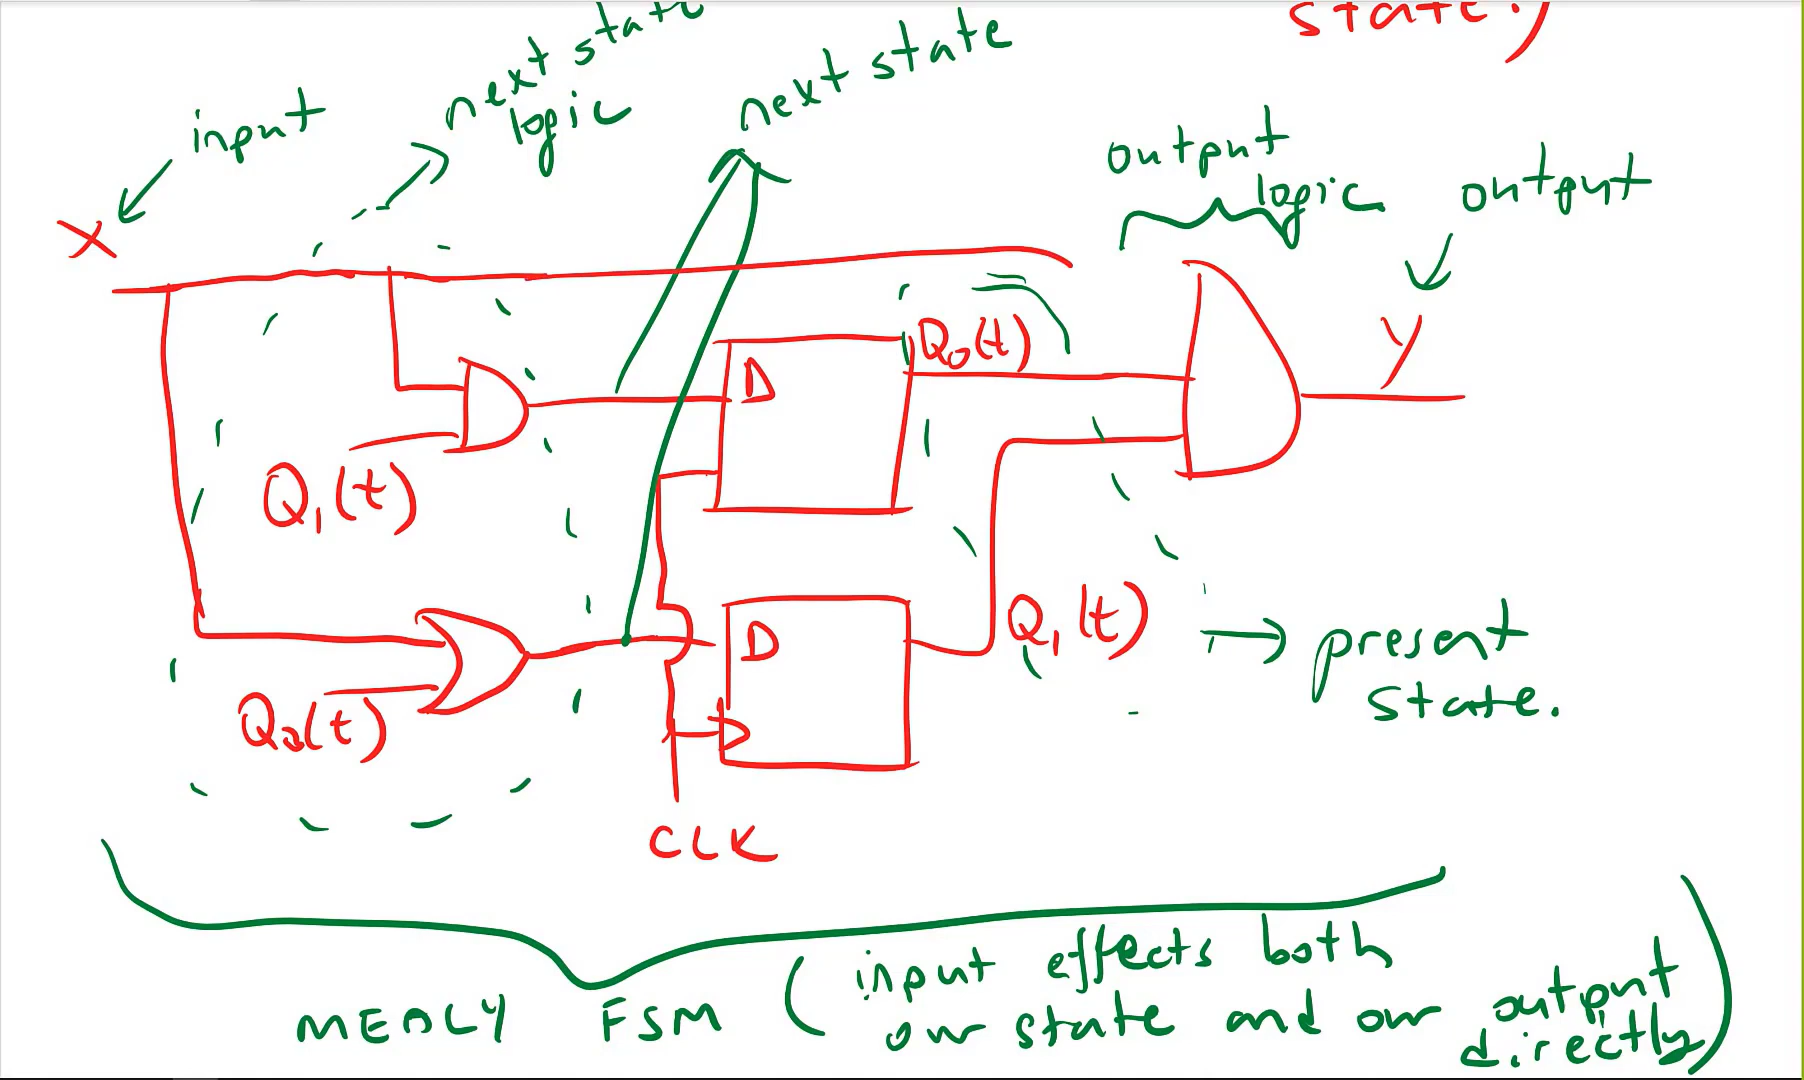 state.)
next state
logic
next state
input
output
logic
output
X
Q₀(t)
D
y
Q₁(t)
Q₁(t)
D
present
state.
Q₀(t)
CLK
MEALY FSM (input effects both
our state and our output
directly)